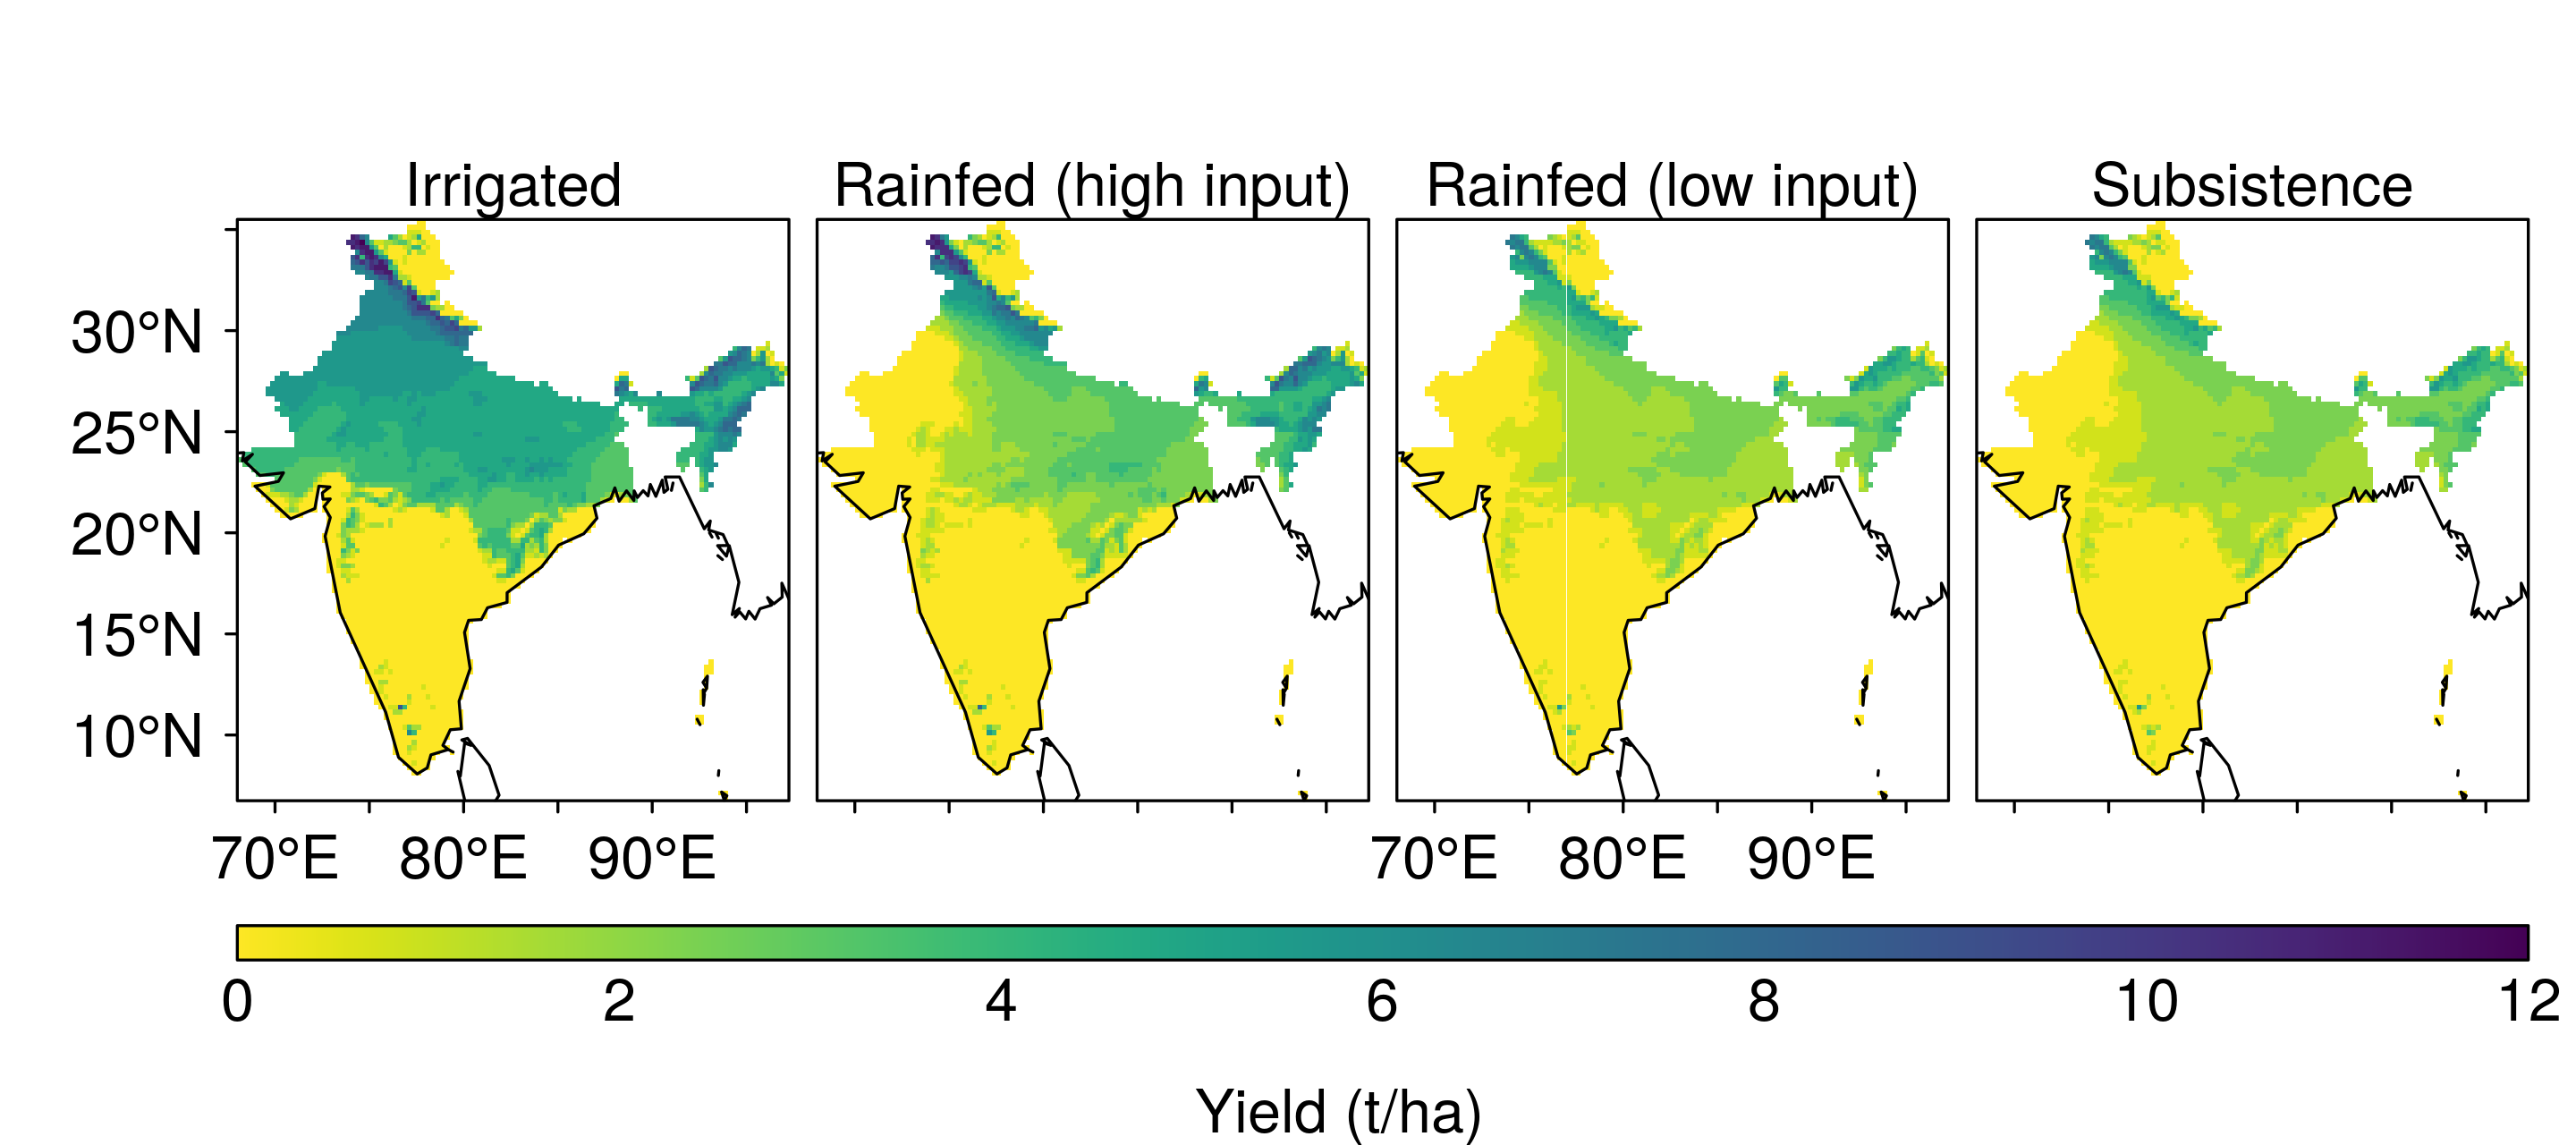 Irrigated
Rainfed (high input)
Rainfed (low input)
Subsistence
30°N
25°N
20°N
15°N
10°N
70°E 80°E 90°E
70°E 80°E 90°E
0 2 4 6 8 10 12
Yield (t/ha)